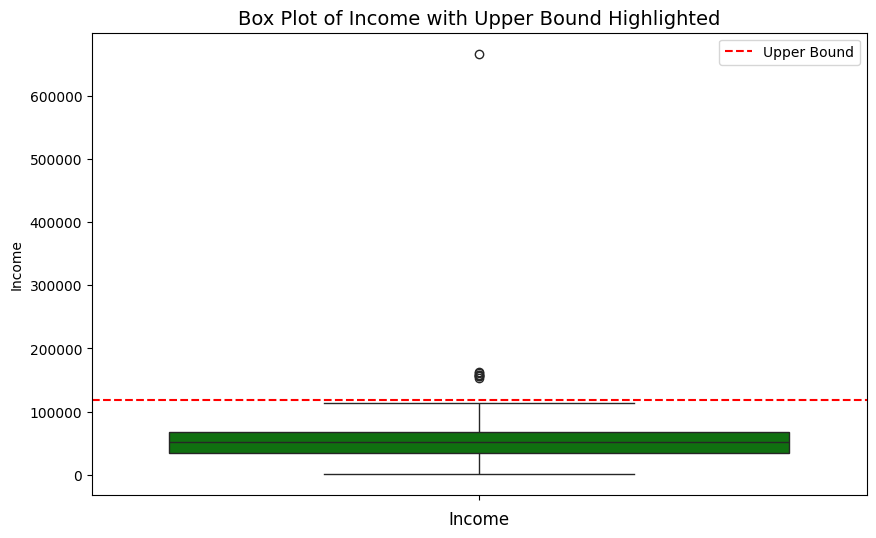 Box Plot of Income with Upper Bound Highlighted
Upper Bound
600000
500000
400000
300000
200000
100000
0
Income
Income